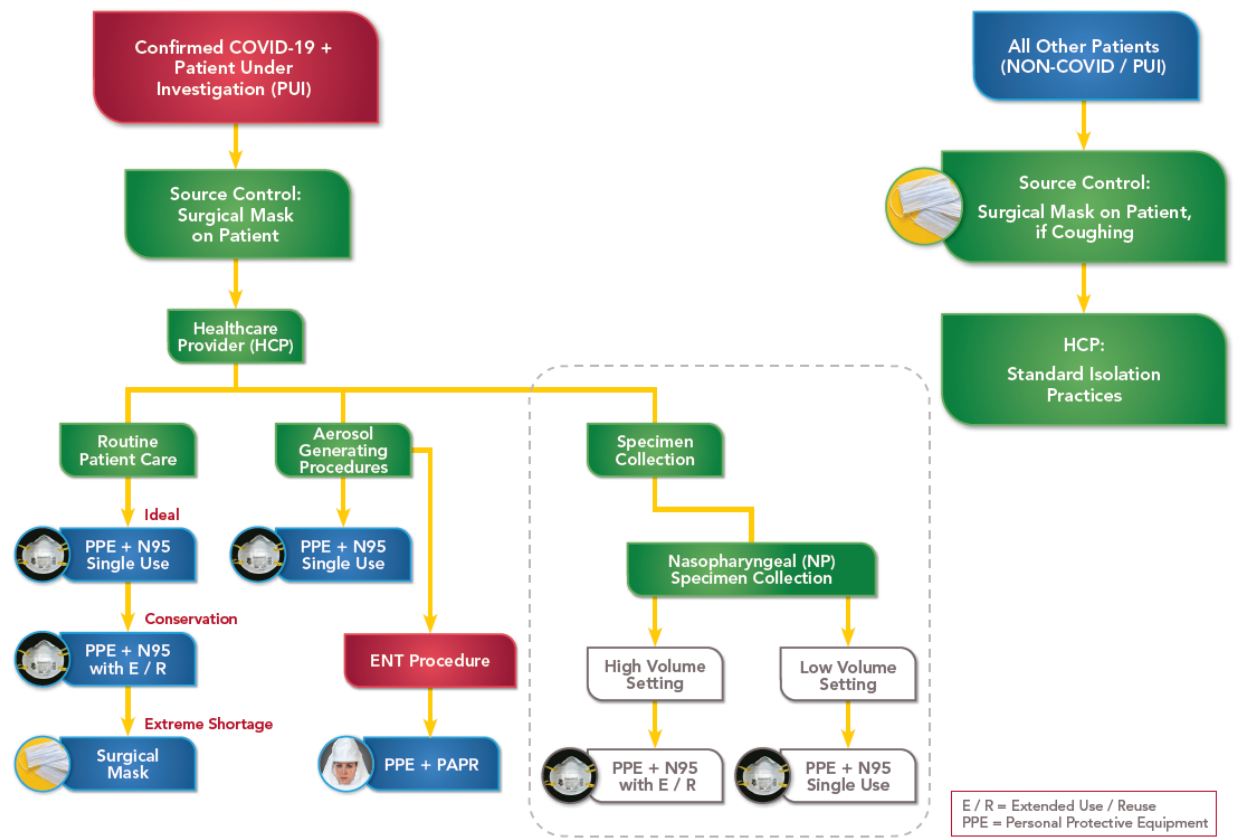 Confirmed COVID-19 +
Patient Under
Investigation (PUI)
Source Control:
Surgical Mask
on Patient
Healthcare
Provider (HCP)
Routine
Patient Care
Ideal
PPE + N95
Single Use
Conservation
PPE + N95
with E / R
Extreme Shortage
Surgical
Mask
Aerosol
Generating
Procedures
PPE + N95
Single Use
ENT Procedure
PPE + PAPR
Specimen
Collection
Nasopharyngeal (NP)
Specimen Collection
High Volume
Setting
PPE + N95
with E / R
Low Volume
Setting
PPE + N95
Single Use
All Other Patients
(NON-COVID / PUI)
Source Control:
Surgical Mask on Patient,
if Coughing
HCP:
Standard Isolation
Practices
E / R = Extended Use / Reuse
PPE = Personal Protective Equipment